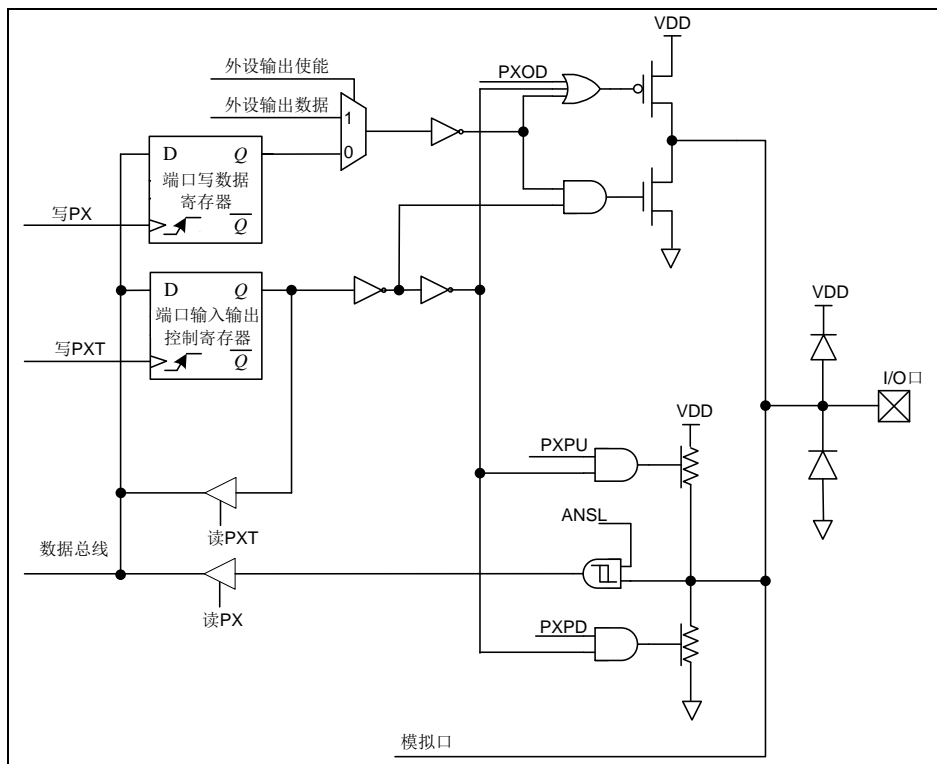 VDD
外设输出使能
PXOD
外设输出数据
1
0
D Q
端口写数据
寄存器
Q
写PX
D Q
端口输入输出
控制寄存器
Q
写PXT
VDD
I/O口
VDD
PXPU
ANSL
读PXT
数据总线
读PX
PXPD
模拟口